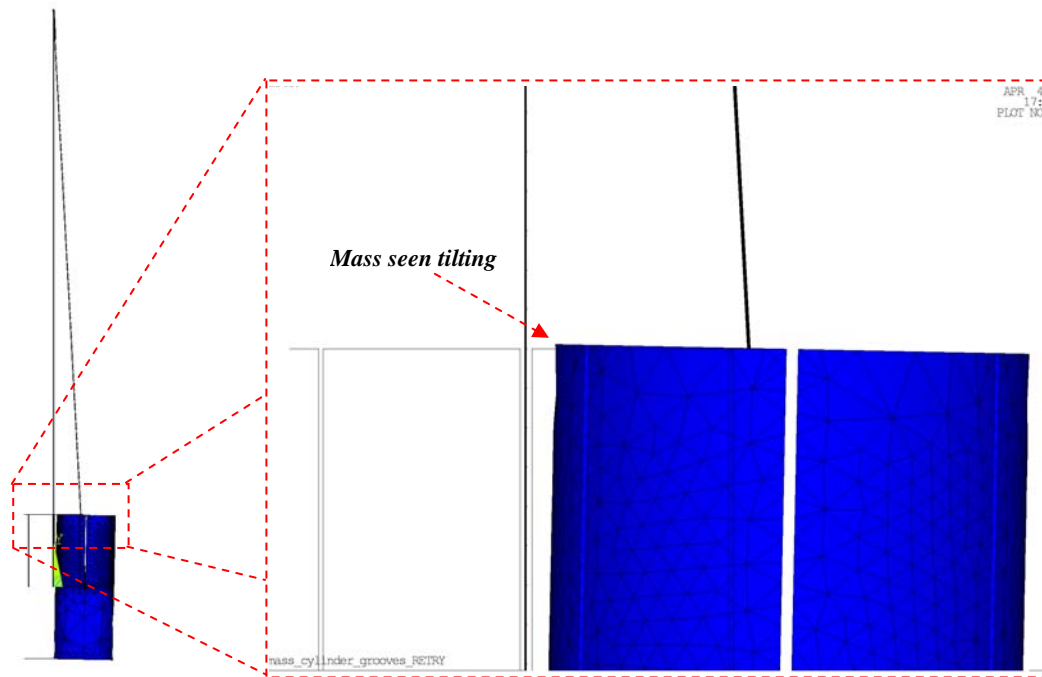 APR 4
17:
PLOT NO
Mass seen tilting
Y
mass_cylinder_grooves_RETRY